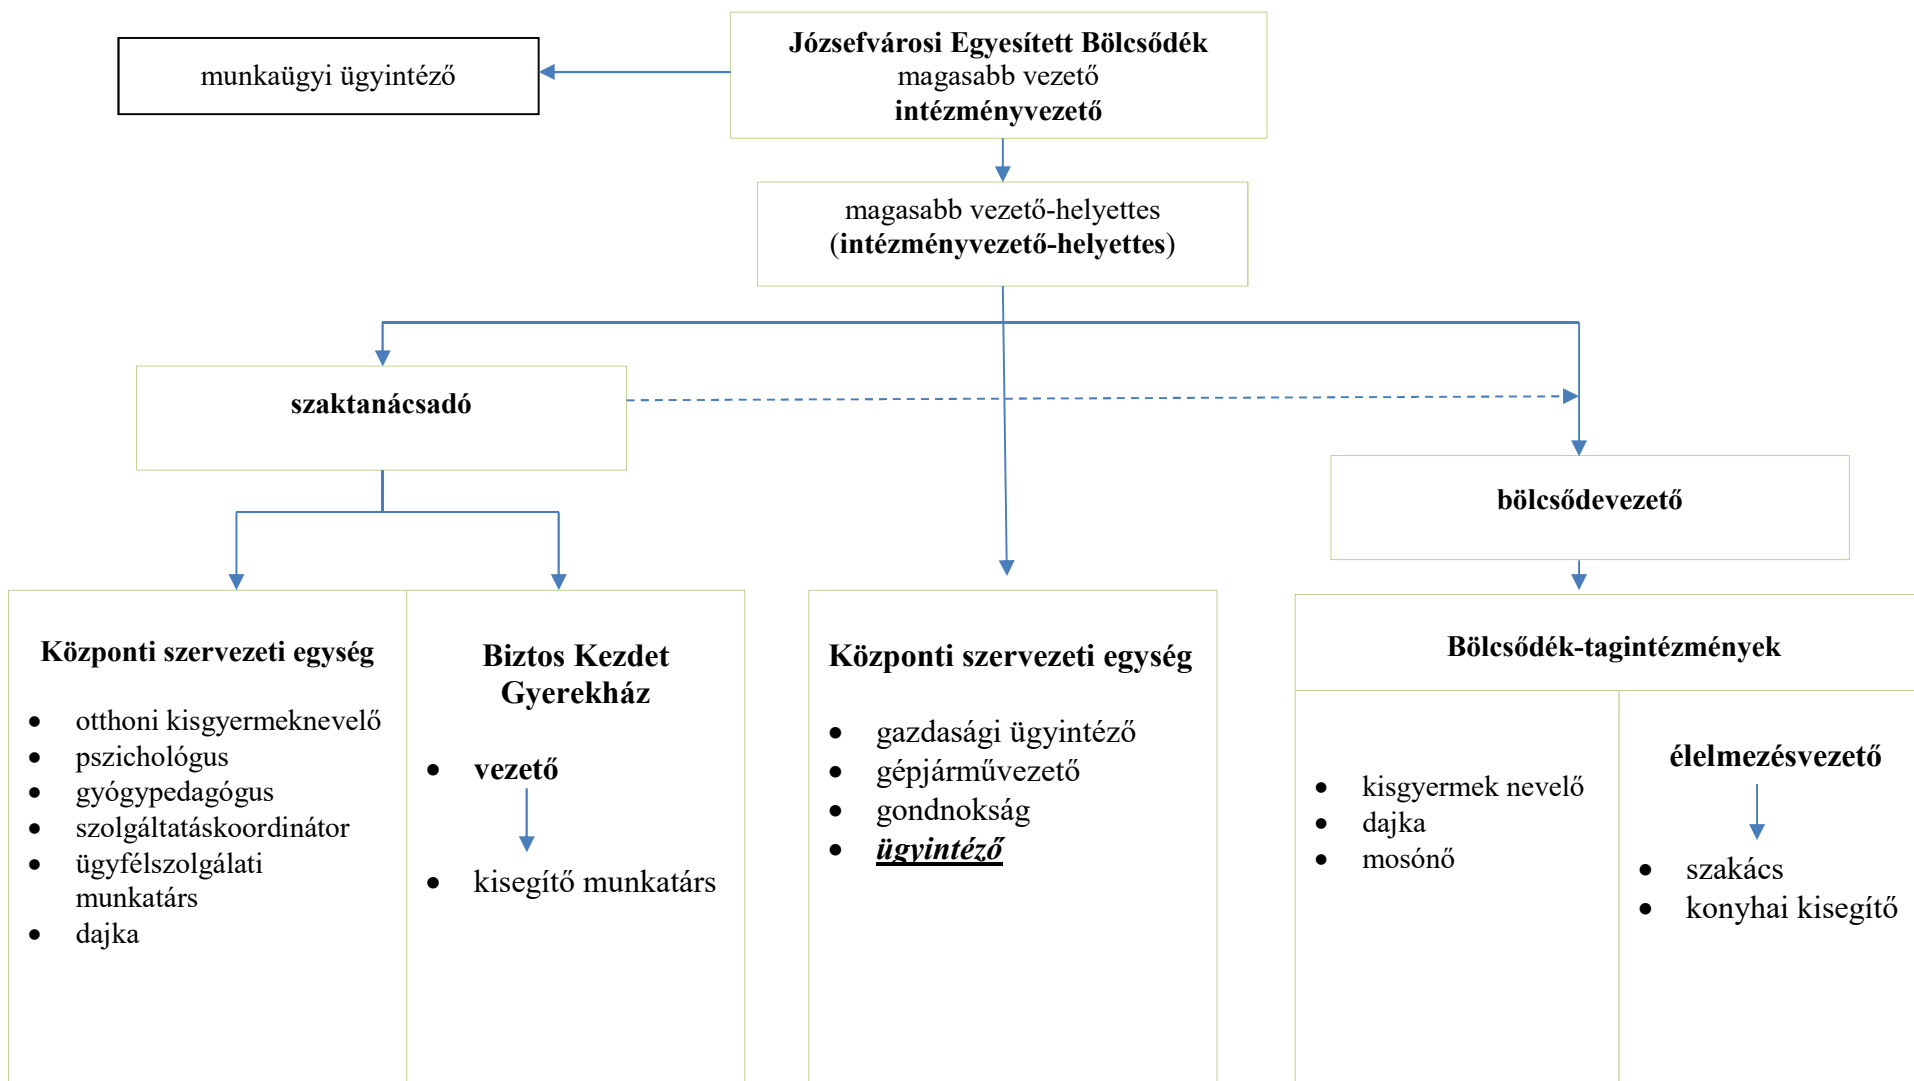 Józsefvárosi Egyesített Bölcsődék
magasabb vezető
intézményvezető
munkaügyi ügyintéző
magasabb vezető-helyettes
(intézményvezető-helyettes)
szaktanácsadó
bölcsődevezető
Központi szervezeti egység
• otthoni kisgyermeknevelő
• pszichológus
• gyógypedagógus
• szolgáltatáskoordinátor
• ügyfélszolgálati
munkatárs
• dajka
Biztos Kezdet
Gyerekház
• vezető
• kisegítő munkatárs
Központi szervezeti egység
• gazdasági ügyintéző
• gépjárművezető
• gondnokság
• ügyintéző
Bölcsődék-tagintézmények
• kisgyermek nevelő
• dajka
• mosónő
élelmezésvezető
• szakács
• konyhai kisegítő